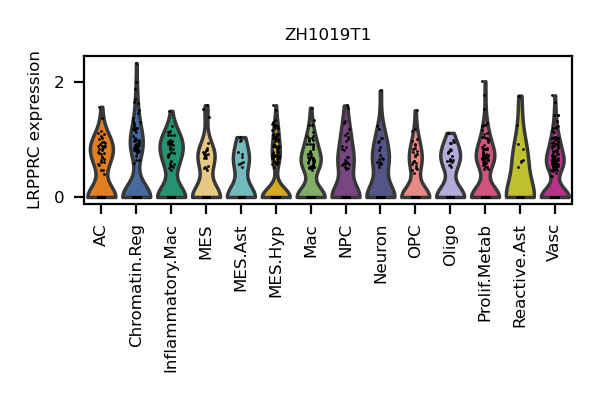 ZH1019T1
LRPPRC expression
2
0
AC
Chromatin.Reg
Inflammatory.Mac
MES
MES.Ast
MES.Hyp
Mac
NPC
Neuron
OPC
Oligo
Prolif.Metab
Reactive.Ast
Vasc